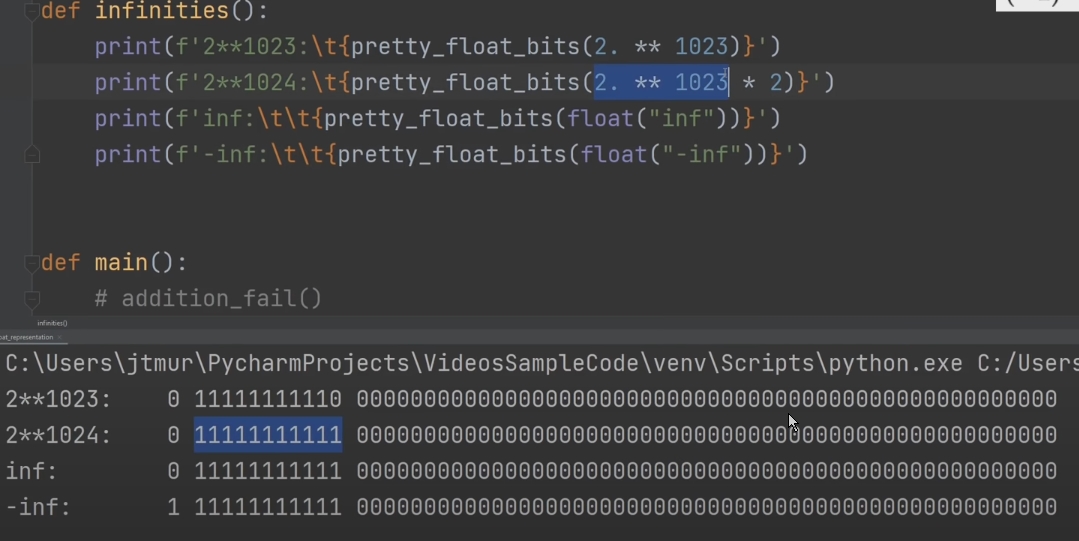 def infinities():
    print(f'2**1023:\t{pretty_float_bits(2. ** 1023)}')
    print(f'2**1024:\t{pretty_float_bits(2. ** 1023 * 2)}')
    print(f'inf:\t\t{pretty_float_bits(float("inf"))}')
    print(f'-inf:\t\t{pretty_float_bits(float("-inf"))}')
def main():
    # addition_fail()
infinities()
at_representation
C:\Users\jtmur\PycharmProjects\VideosSampleCode\venv\Scripts\python.exe C:/Users
2**1023:    0 11111111110 0000000000000000000000000000000000000000000000000000
2**1024:    0 11111111111 0000000000000000000000000000000000000000000000000000
inf:        0 11111111111 0000000000000000000000000000000000000000000000000000
-inf:       1 11111111111 0000000000000000000000000000000000000000000000000000